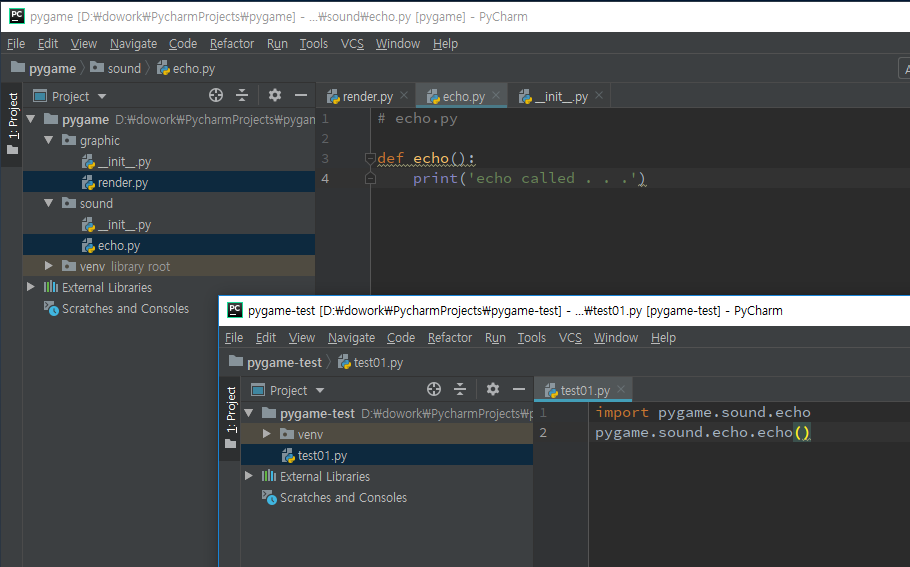 PC pygame [D:₩dowork₩PycharmProjects₩pygame] - ...₩sound₩echo.py [pygame] - PyCharm
File Edit View Navigate Code Refactor Run Tools VCS Window Help
pygame sound echo.py
1: Project
Project
render.py echo.py __init__.py
pygame D:₩dowork₩PycharmProjects₩pygam
graphic
__init__.py
render.py
sound
__init__.py
echo.py
venv library root
External Libraries
Scratches and Consoles
1 # echo.py
2
3 def echo():
4 print('echo called . . .')
PC pygame-test [D:₩dowork₩PycharmProjects₩pygame-test] - ...₩test01.py [pygame-test] - PyCharm
File Edit View Navigate Code Refactor Run Tools VCS Window Help
pygame-test test01.py
1: Project
Project
test01.py
pygame-test D:₩dowork₩PycharmProjects₩p
venv
test01.py
External Libraries
Scratches and Consoles
1 import pygame.sound.echo
2 pygame.sound.echo.echo()